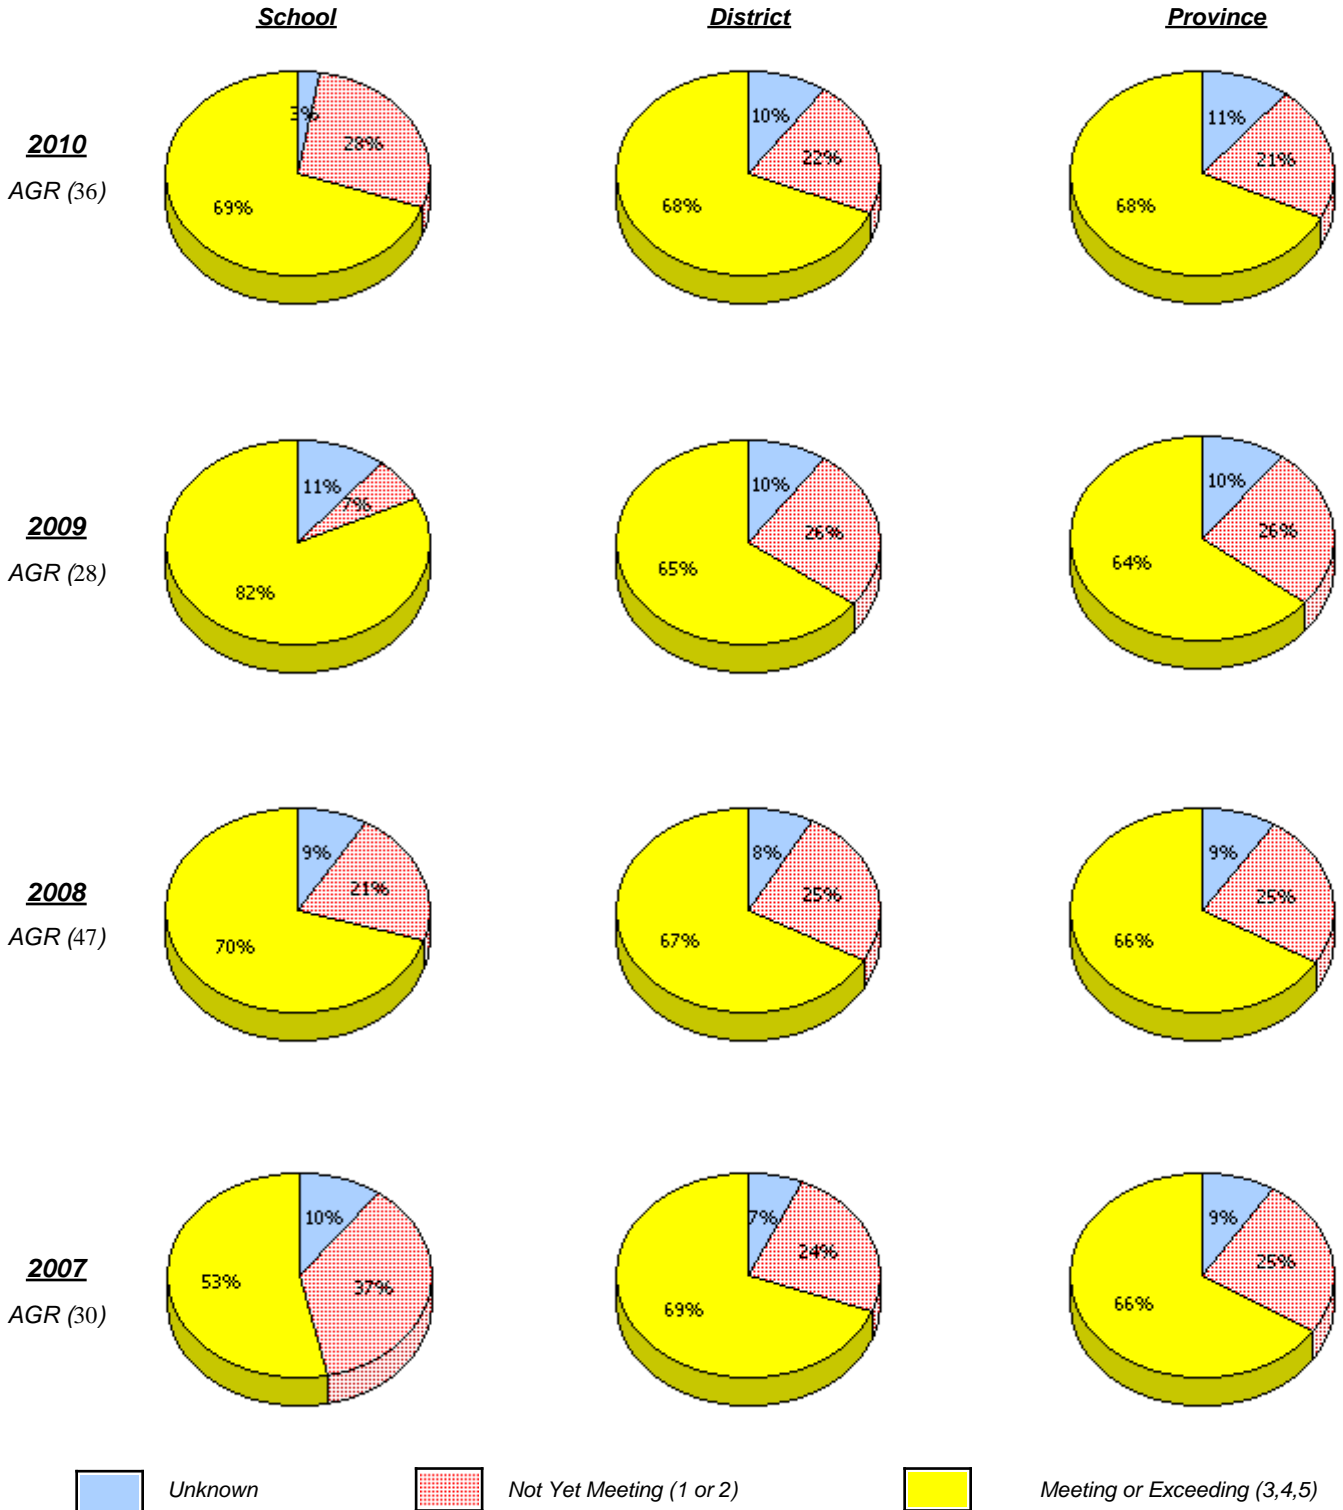 School District Province
2010
AGR (36)
3% 28% 69%
10% 22% 68%
11% 21% 68%
2009
AGR (28)
11% 7% 82%
10% 26% 65%
10% 26% 64%
2008
AGR (47)
9% 21% 70%
8% 25% 67%
9% 25% 66%
2007
AGR (30)
10% 37% 53%
7% 24% 69%
9% 25% 66%
Unknown Not Yet Meeting (1 or 2) Meeting or Exceeding (3,4,5)